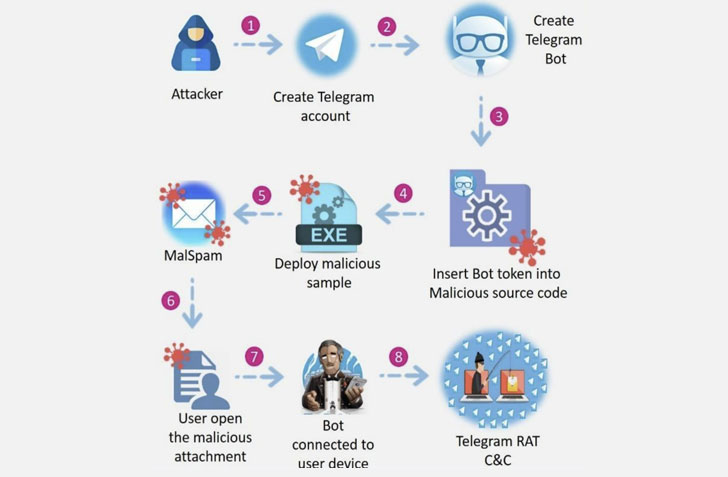 1
2
Create
Telegram
Bot
Attacker
Create Telegram
account
3
4
5
EXE
MalSpam
Deploy malicious
sample
Insert Bot token into
Malicious source code
6
7
8
User open
the malicious
attachment
Bot
connected to
user device
Telegram RAT
C&C